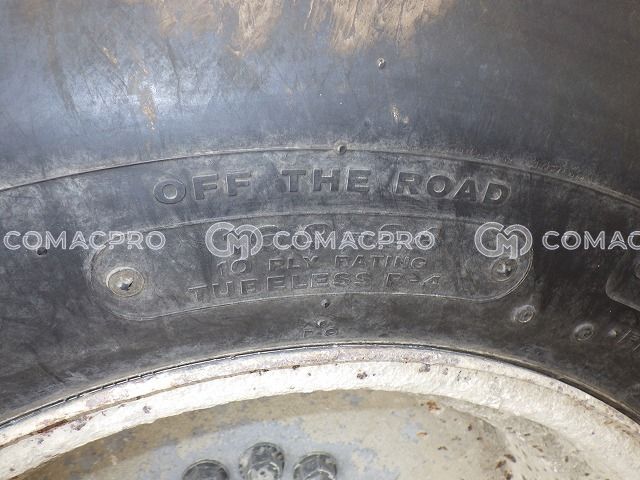 OFF THE ROAD
COMACPRO COMACPRO COMACPRO
10 PLY RATING
TUBELESS R-4